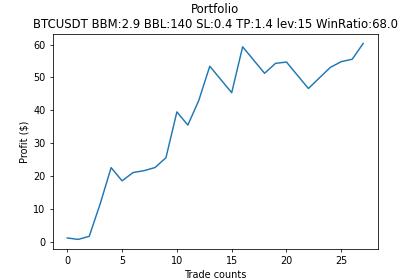 Portfolio
BTCUSDT BBM:2.9 BBL:140 SL:0.4 TP:1.4 lev:15 WinRatio:68.0
60
50
40
30
20
10
0
Profit ($)
0 5 10 15 20 25
Trade counts